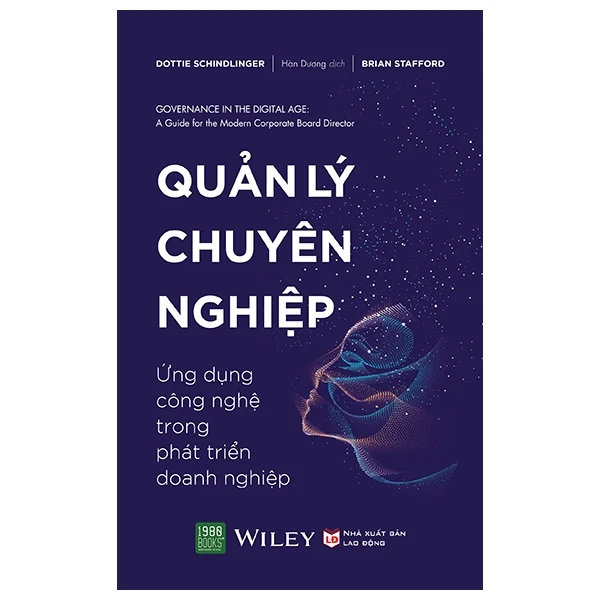 DOTTIE SCHINDLINGER | Hàn Dương dịch | BRIAN STAFFORD
GOVERNANCE IN THE DIGITAL AGE:
A Guide for the Modern Corporate Board Director
QUẢN LÝ
CHUYÊN
NGHIỆP
Ứng dụng
công nghệ
trong
phát triển
doanh nghiệp
1980
BOOKS
WILEY
LĐ
NHÀ XUẤT BẢN
LAO ĐỘNG